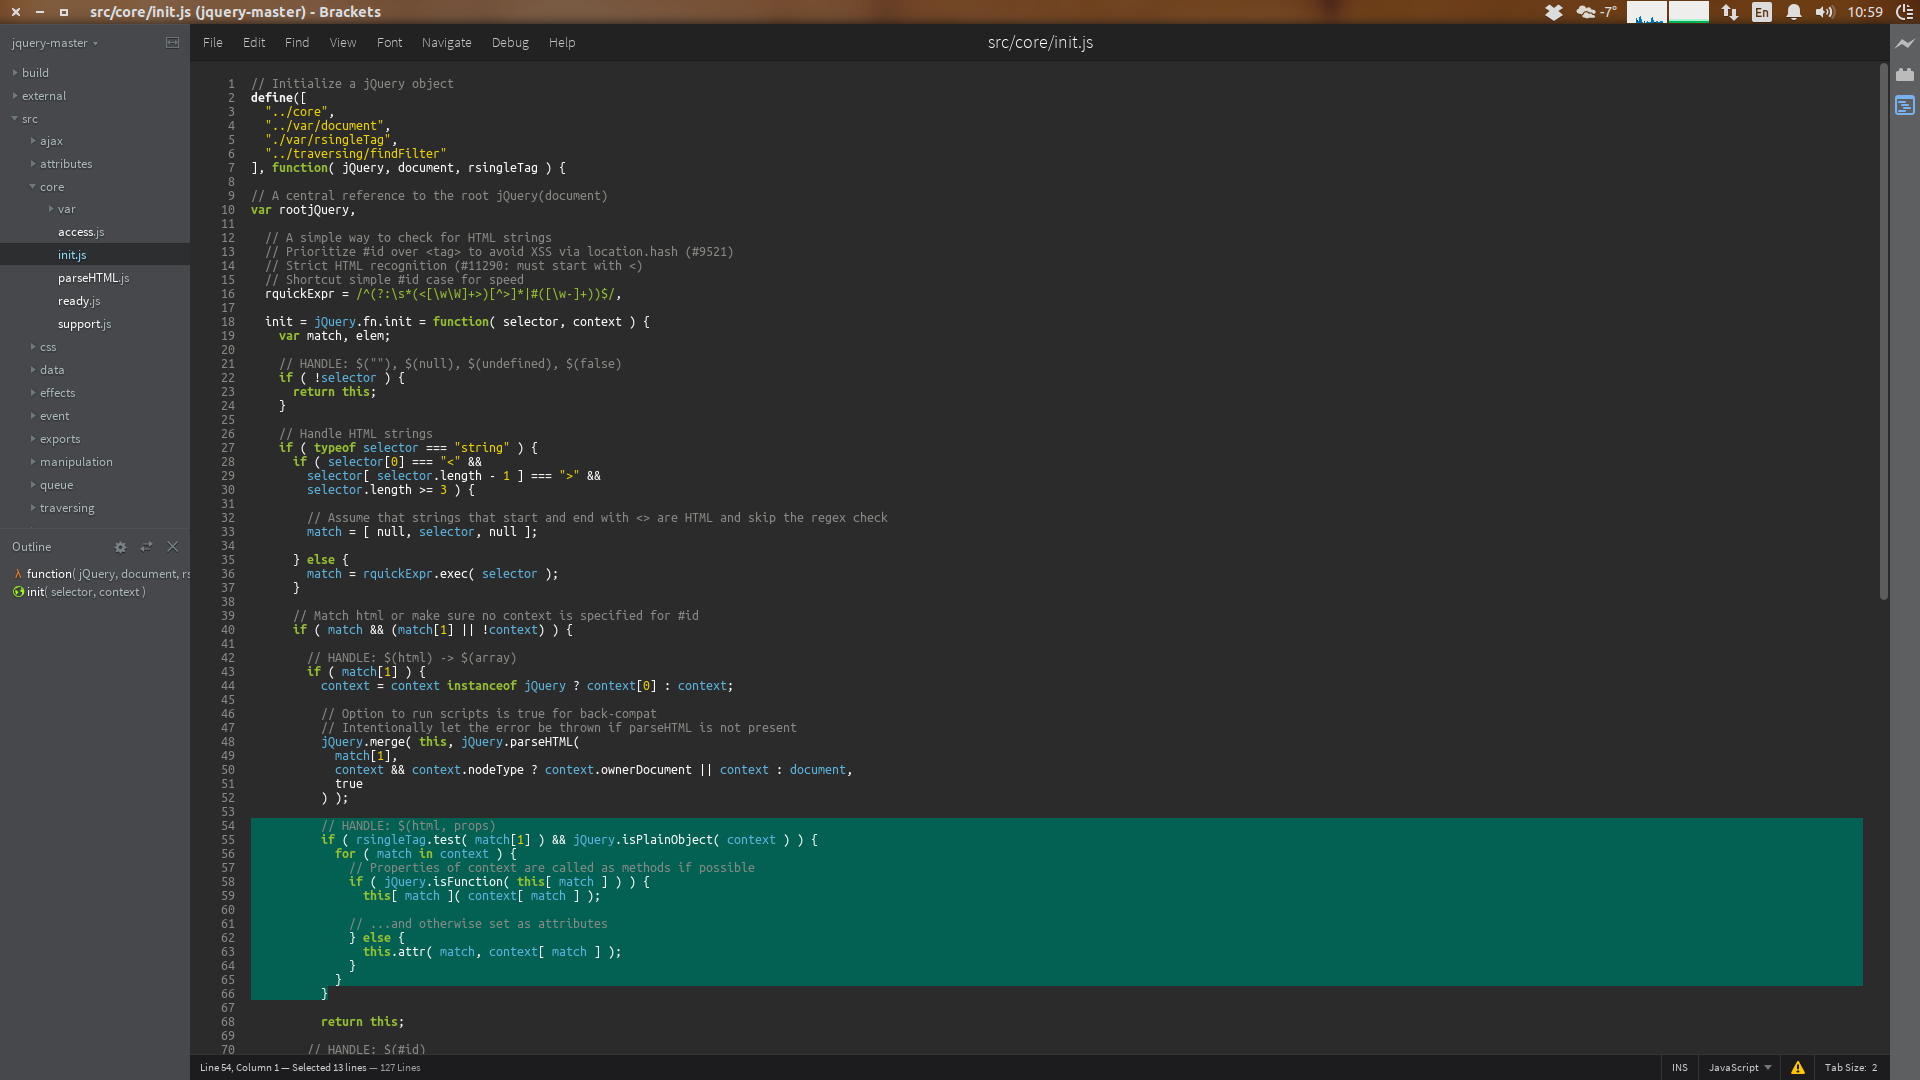 src/core/init.js (jquery-master) - Brackets
-7°
En
10:59
jquery-master
File Edit Find View Font Navigate Debug Help
src/core/init.js
build
external
src
ajax
attributes
core
var
access.js
init.js
parseHTML.js
ready.js
support.js
css
data
effects
event
exports
manipulation
queue
traversing
Outline
λ function( jQuery, document, rs
init( selector, context )
1 // Initialize a jQuery object
2 define([
3 "../core",
4 "../var/document",
5 "./var/rsingleTag",
6 "../traversing/findFilter"
7 ], function( jQuery, document, rsingleTag ) {
8
9 // A central reference to the root jQuery(document)
10 var rootjQuery,
11
12 // A simple way to check for HTML strings
13 // Prioritize #id over <tag> to avoid XSS via location.hash (#9521)
14 // Strict HTML recognition (#11290: must start with <)
15 // Shortcut simple #id case for speed
16 rquickExpr = /^(?:\s*(<[\w\W]+>)[^>]*|#([\w-]+))$/,
17
18 init = jQuery.fn.init = function( selector, context ) {
19 var match, elem;
20
21 // HANDLE: $(""), $(null), $(undefined), $(false)
22 if ( !selector ) {
23 return this;
24 }
25
26 // Handle HTML strings
27 if ( typeof selector === "string" ) {
28 if ( selector[0] === "<" &&
29 selector[ selector.length - 1 ] === ">" &&
30 selector.length >= 3 ) {
31
32 // Assume that strings that start and end with <> are HTML and skip the regex check
33 match = [ null, selector, null ];
34
35 } else {
36 match = rquickExpr.exec( selector );
37 }
38
39 // Match html or make sure no context is specified for #id
40 if ( match && (match[1] || !context) ) {
41
42 // HANDLE: $(html) -> $(array)
43 if ( match[1] ) {
44 context = context instanceof jQuery ? context[0] : context;
45
46 // Option to run scripts is true for back-compat
47 // Intentionally let the error be thrown if parseHTML is not present
48 jQuery.merge( this, jQuery.parseHTML(
49 match[1],
50 context && context.nodeType ? context.ownerDocument || context : document,
51 true
52 ) );
53
54 // HANDLE: $(html, props)
55 if ( rsingleTag.test( match[1] ) && jQuery.isPlainObject( context ) ) {
56 for ( match in context ) {
57 // Properties of context are called as methods if possible
58 if ( jQuery.isFunction( this[ match ] ) ) {
59 this[ match ]( context[ match ] );
60
61 // ...and otherwise set as attributes
62 } else {
63 this.attr( match, context[ match ] );
64 }
65 }
66 }
67
68 return this;
69
70 // HANDLE: $(#id)
Line 54, Column 1 — Selected 13 lines — 127 Lines
INS JavaScript Tab Size: 2